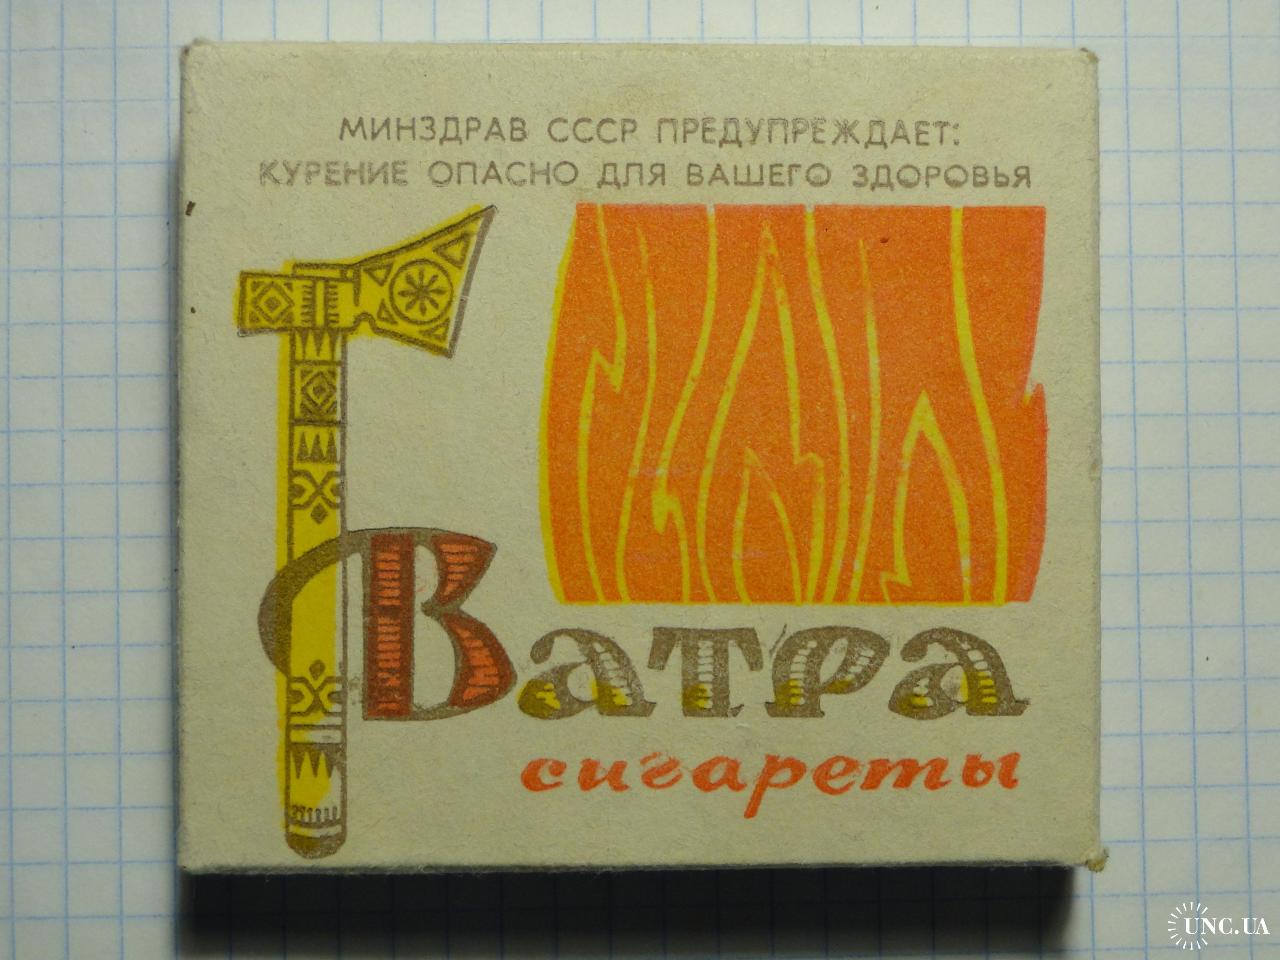 МИНЗДРАВ СССР ПРЕДУПРЕЖДАЕТ:
КУРЕНИЕ ОПАСНО ДЛЯ ВАШЕГО ЗДОРОВЬЯ
Ватра
сигареты
UNC.UA